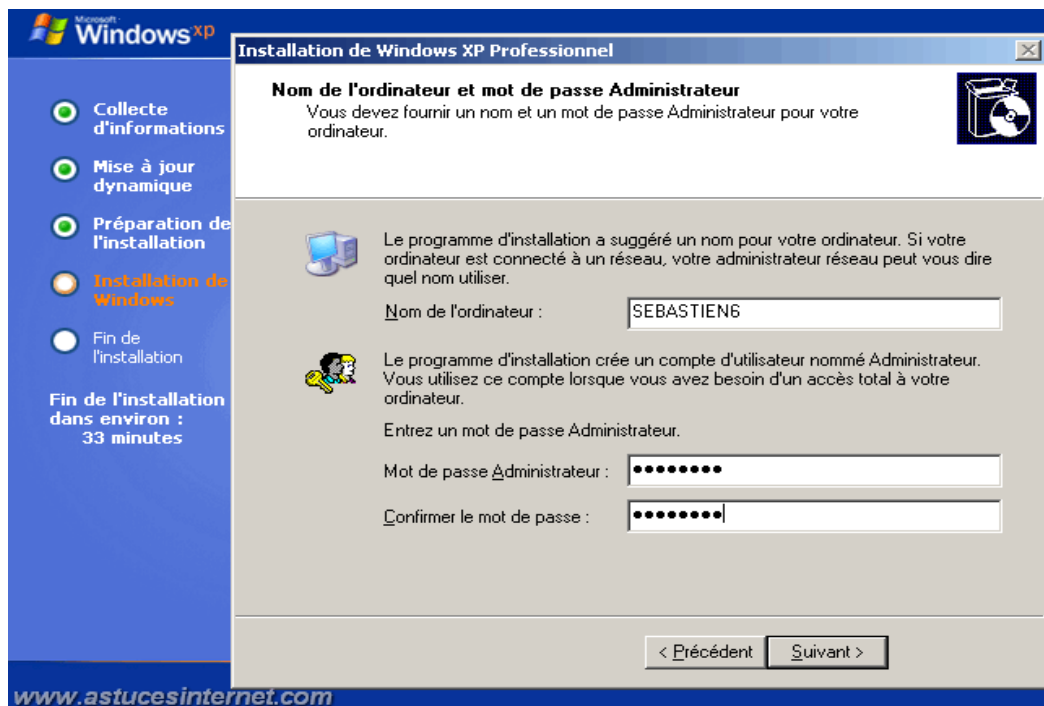 Microsoft
Windows xp
Installation de Windows XP Professionnel
Nom de l'ordinateur et mot de passe Administrateur
Vous devez fournir un nom et un mot de passe Administrateur pour votre
ordinateur.
Collecte
d'informations
Mise à jour
dynamique
Préparation de
l'installation
Installation de
Windows
Fin de
l'installation
Fin de l'installation
dans environ :
33 minutes
Le programme d'installation a suggéré un nom pour votre ordinateur. Si votre
ordinateur est connecté à un réseau, votre administrateur réseau peut vous dire
quel nom utiliser.
Nom de l'ordinateur : SEBASTIEN6
Le programme d'installation crée un compte d'utilisateur nommé Administrateur.
Vous utilisez ce compte lorsque vous avez besoin d'un accès total à votre
ordinateur.
Entrez un mot de passe Administrateur.
Mot de passe Administrateur : ••••••••
Confirmer le mot de passe : ••••••••
< Précédent Suivant >
www.astucesinternet.com